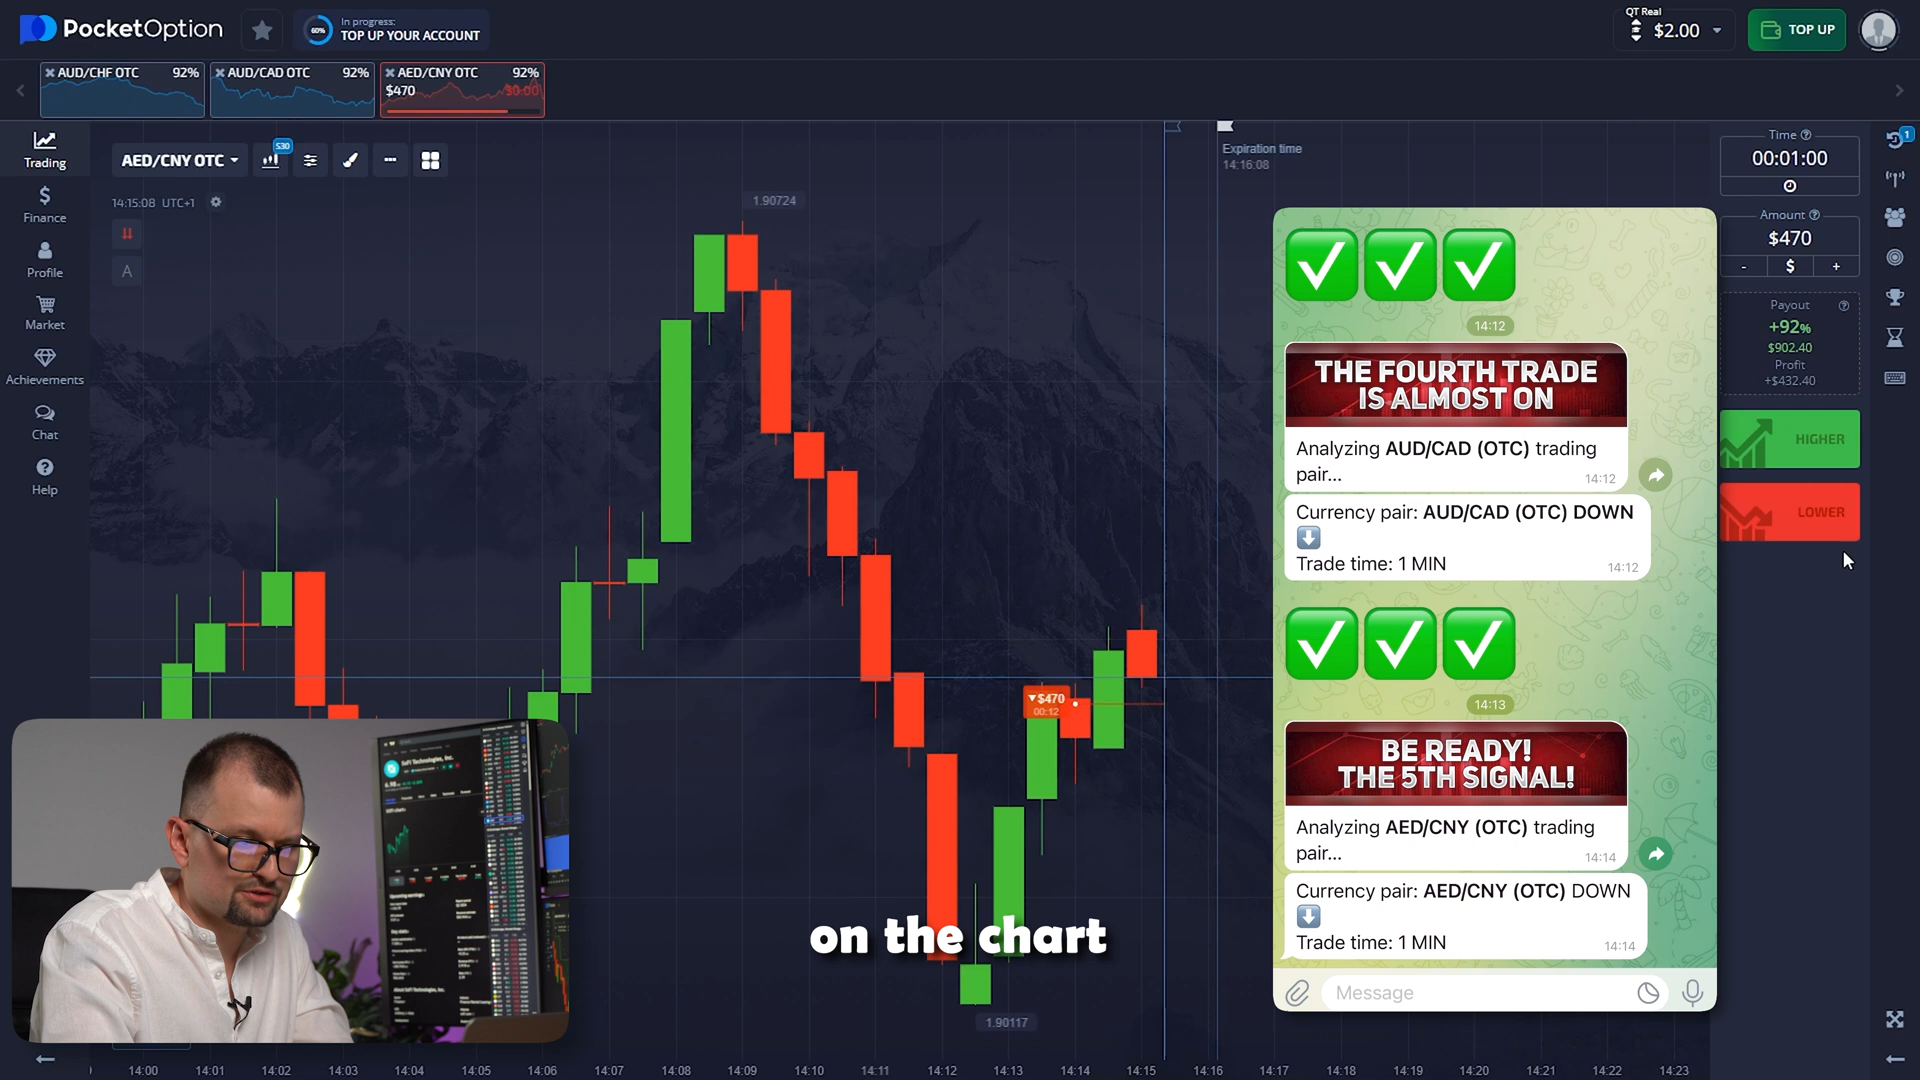 PocketOption
60%
In progress:
TOP UP YOUR ACCOUNT
QT Real
$2.00
TOP UP
AUD/CHF OTC 92%
AUD/CAD OTC 92%
AED/CNY OTC 92%
$470 $0.00
Trading
Finance
Profile
Market
Achievements
Chat
Help
AED/CNY OTC
S30
14:15:08 UTC+1
A
1.90724
Expiration time
14:16:08
$470
00:12
on the chart
1.90117
14:00 14:01 14:02 14:03 14:04 14:05 14:06 14:07 14:08 14:09 14:10 14:11 14:12 14:13 14:14 14:15 14:16 14:17 14:18 14:19 14:20 14:21 14:22 14:23
14:12
THE FOURTH TRADE
IS ALMOST ON
Analyzing AUD/CAD (OTC) trading
pair...
14:12
Currency pair: AUD/CAD (OTC) DOWN
⬇
Trade time: 1 MIN
14:12
14:13
BE READY!
THE 5TH SIGNAL!
Analyzing AED/CNY (OTC) trading
pair...
14:14
Currency pair: AED/CNY (OTC) DOWN
⬇
Trade time: 1 MIN
14:14
Message
Time
00:01:00
Amount
$470
- $ +
Payout
+92%
$902.40
Profit
+$432.40
HIGHER
LOWER
1
SoFi Technologies, Inc.